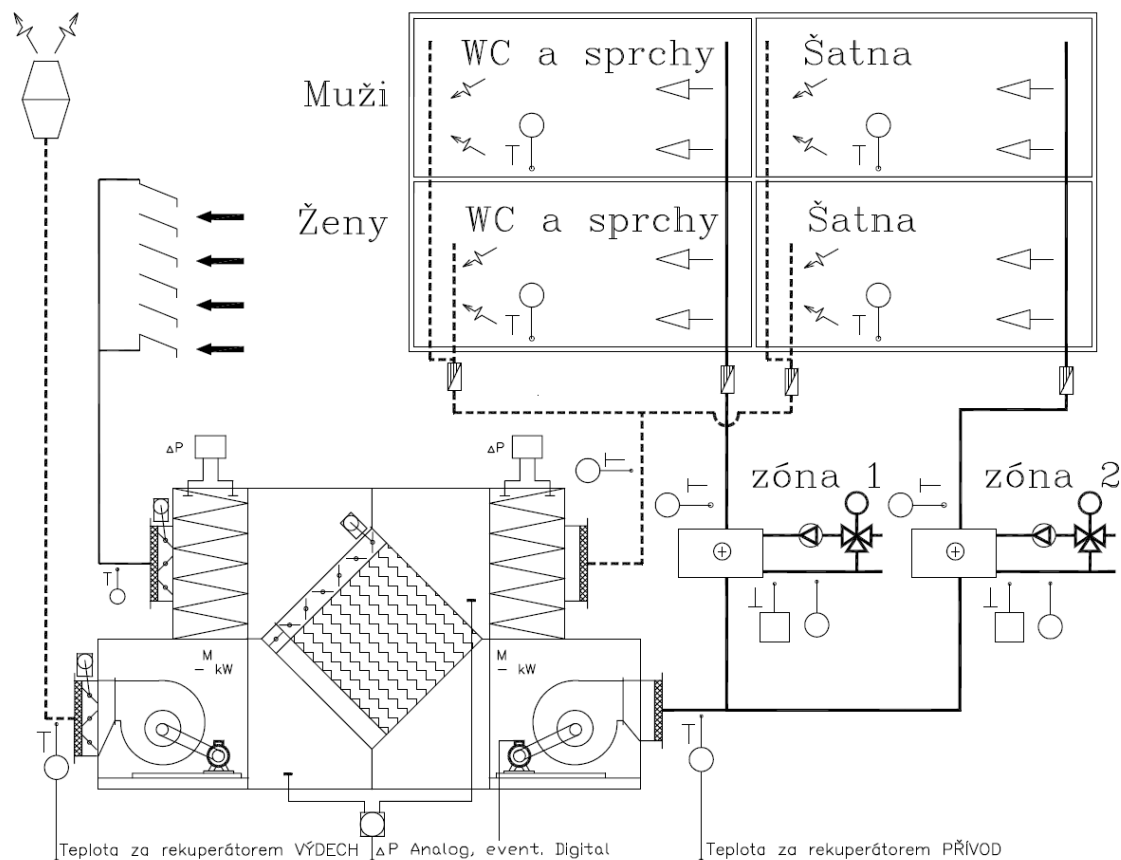 WC a sprchy Šatna
Muži
T T
Ženy
WC a sprchy Šatna
T T
ΔP ΔP
T
zóna 1 zóna 2
T T
T
T T
M
- kW
M
- kW
T T
Teplota za rekuperátorem VÝDECH
ΔP Analog, event. Digital
Teplota za rekuperátorem PŘÍVOD